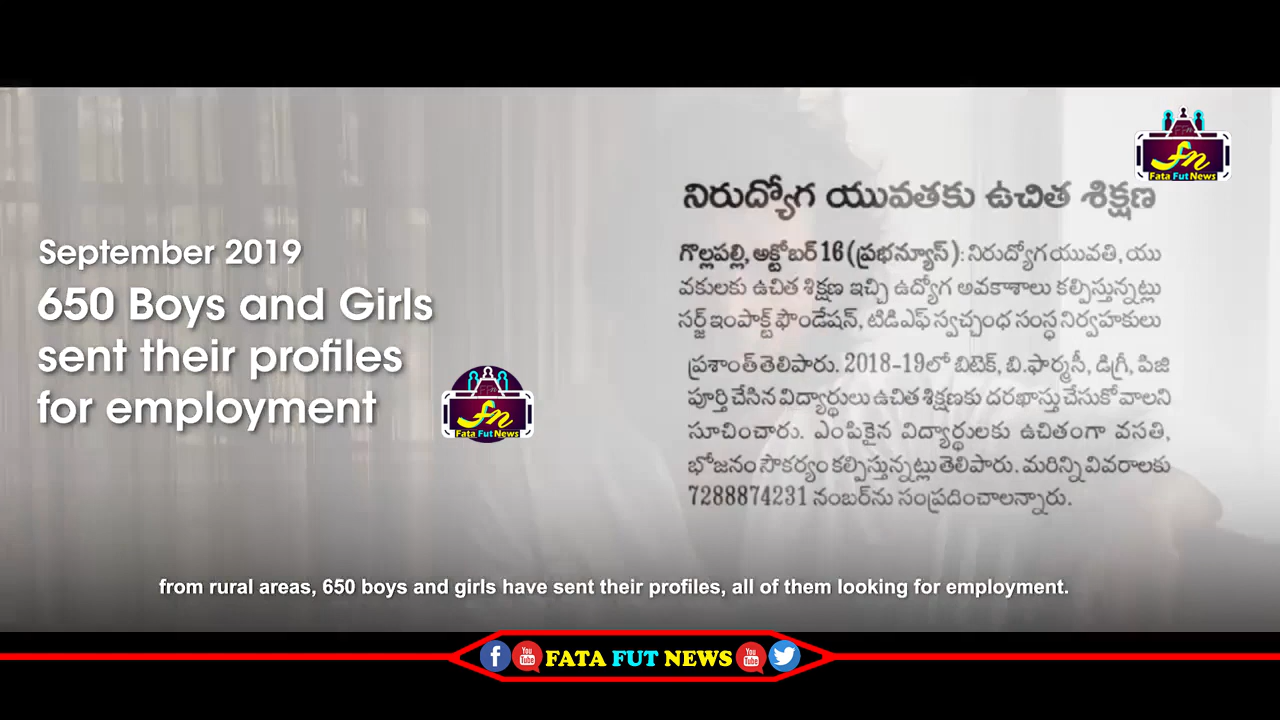 Fata Fut News
నిరుద్యోగ యువతకు ఉచిత శిక్షణ
September 2019
650 Boys and Girls
sent their profiles
for employment
గొల్లపల్లి, అక్టోబర్ 16 (ప్రభన్యూస్): నిరుద్యోగ యువతి, యు
వకులకు ఉచిత శిక్షణ ఇచ్చి ఉద్యోగ అవకాశాలు కల్పిస్తున్నట్లు
సర్జ్ ఇంపాక్ట్ ఫౌండేషన్, టిడిఎఫ్ స్వచ్చంధ సంస్ధ నిర్వహకులు
ప్రశాంత్ తెలిపారు. 2018-19లో బిటెక్, బి.ఫార్మసీ, డిగ్రీ, పిజి
పూర్తి చేసిన విద్యార్థులు ఉచిత శిక్షణకు దరఖాస్తు చేసుకోవాలని
సూచించారు. ఎంపికైన విద్యార్థులకు ఉచితంగా వసతి,
భోజనం సౌకర్యం కల్పిస్తున్నట్లు తెలిపారు. మరిన్ని వివరాలకు
7288874231 నంబర్‌ను సంప్రదించాలన్నారు.
Fata Fut News
from rural areas, 650 boys and girls have sent their profiles, all of them looking for employment.
FATA FUT NEWS